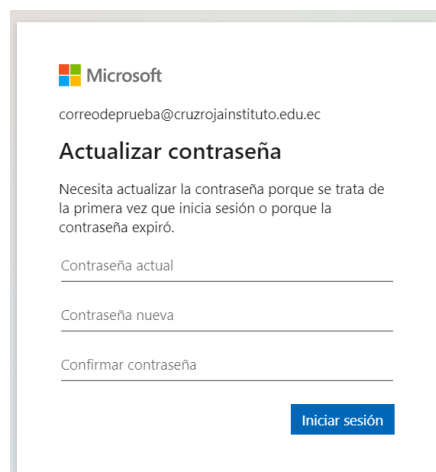 Microsoft
correodeprueba@cruzrojainstituto.edu.ec
Actualizar contraseña
Necesita actualizar la contraseña porque se trata de
la primera vez que inicia sesión o porque la
contraseña expiró.
Contraseña actual
Contraseña nueva
Confirmar contraseña
Iniciar sesión